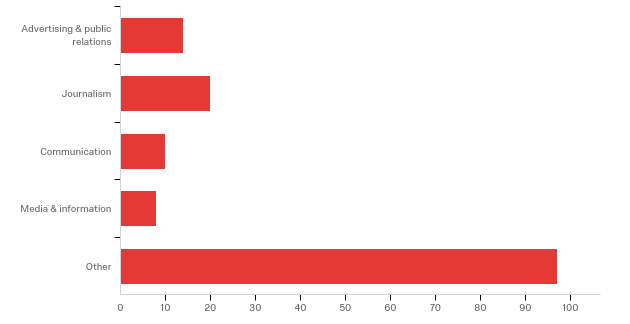 Advertising & public
relations
Journalism
Communication
Media & information
Other
0 10 20 30 40 50 60 70 80 90 100